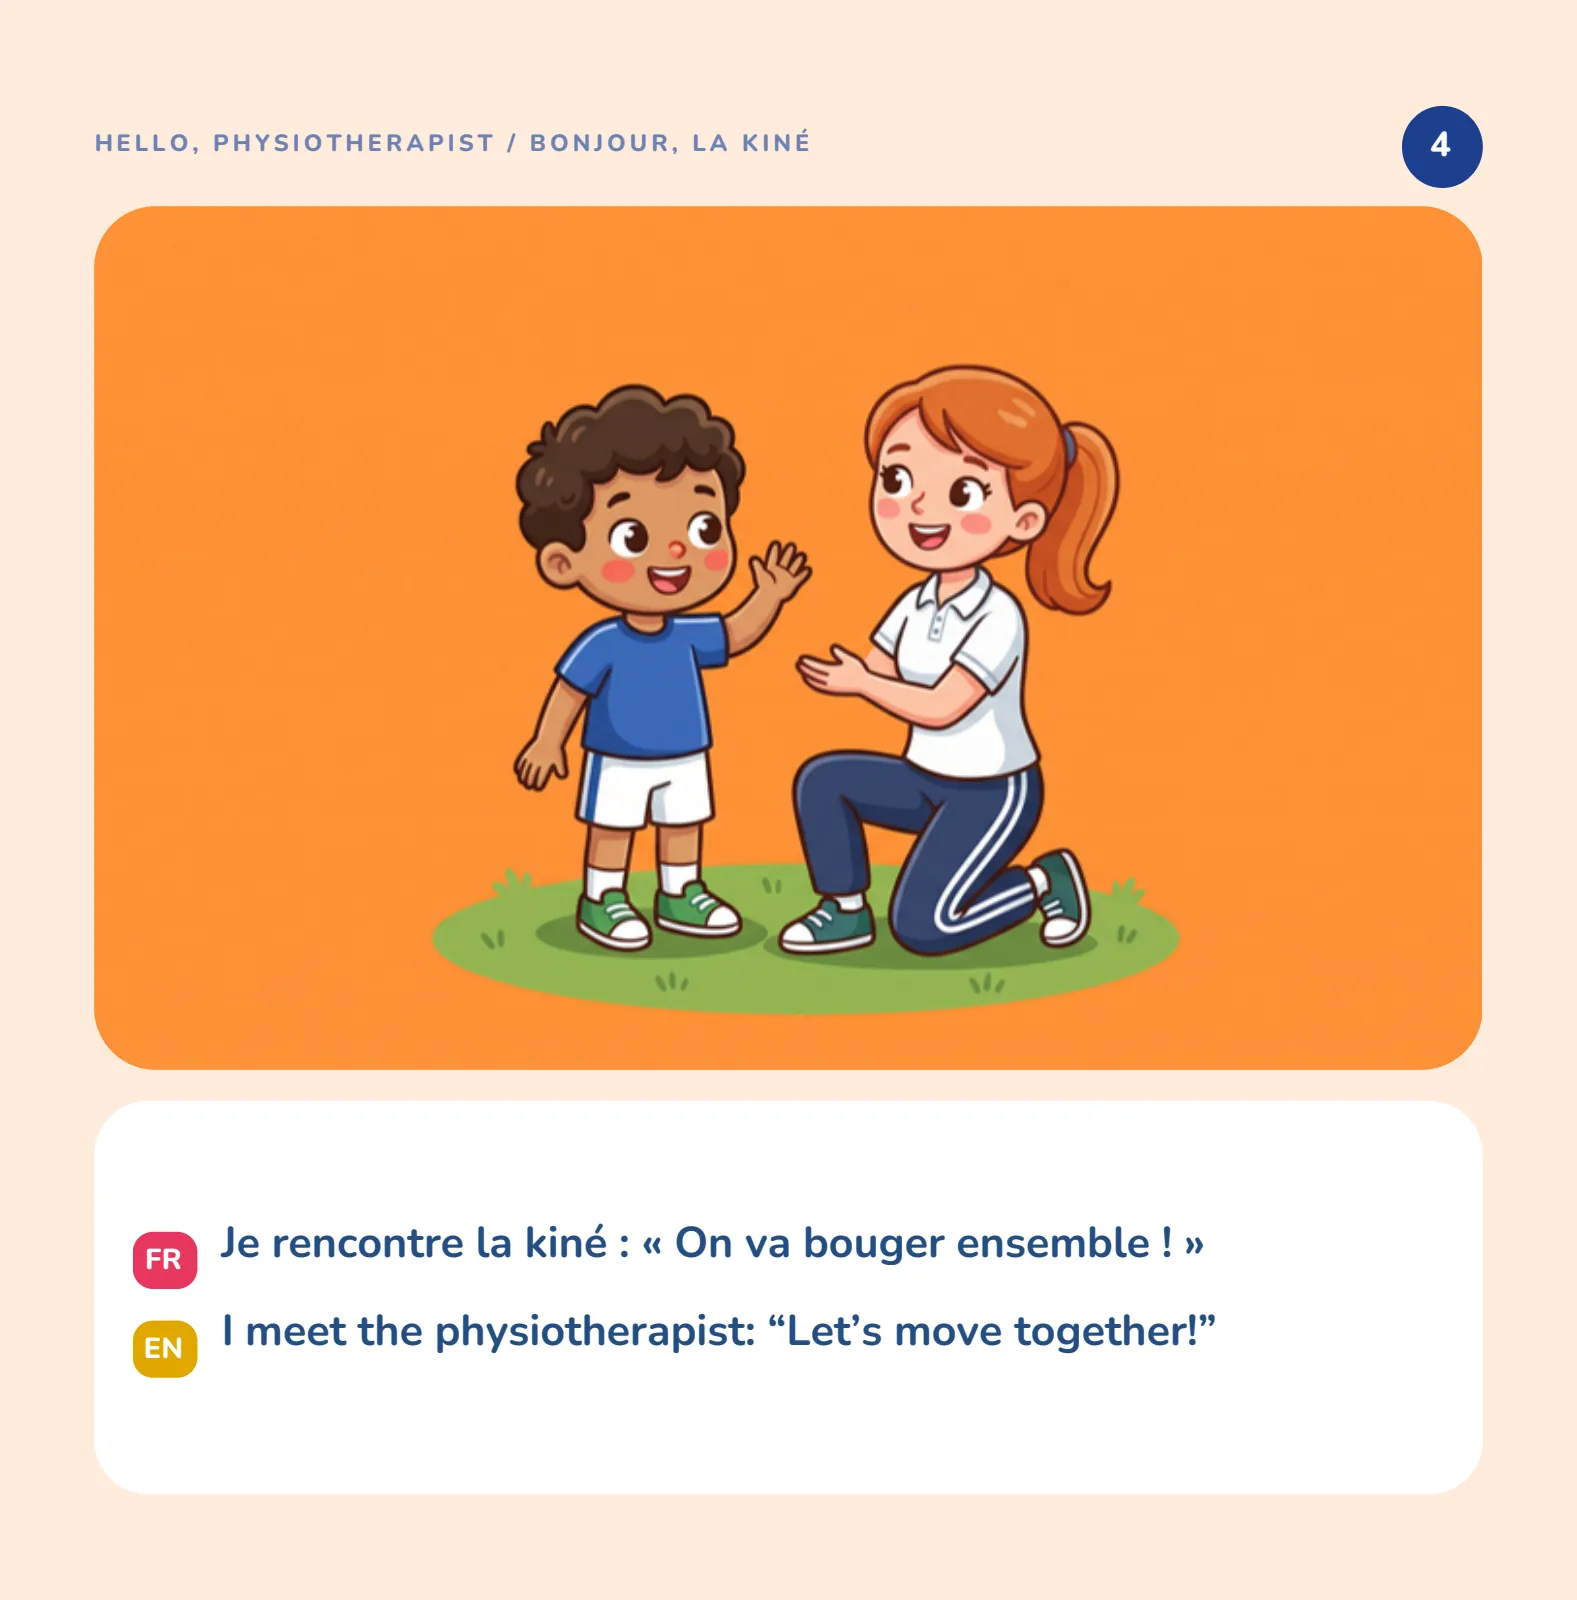 HELLO, PHYSIOTHERAPIST / BONJOUR, LA KINÉ
4
FR Je rencontre la kiné : « On va bouger ensemble ! »
EN I meet the physiotherapist: “Let’s move together!”